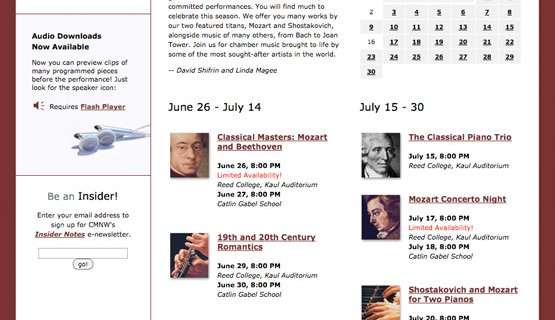 Audio Downloads
Now Available
Now you can preview clips of
many programmed pieces
before the performance! Just
look for the speaker icon:
Requires Flash Player
Be an Insider!
Enter your email address to
sign up for CMNW's
Insider Notes e-newsletter.
go!
committed performances. You will find much to
celebrate this season. We offer you many works by
our two featured titans, Mozart and Shostakovich,
alongside music of many others, from Bach to Joan
Tower. Join us for chamber music brought to life by
some of the most sought-after artists in the world.
-- David Shifrin and Linda Magee
2 3 4 5 6 7 8
9 10 11 12 13 14 15
16 17 18 19 20 21 22
23 24 25 26 27 28 29
30
June 26 - July 14
Classical Masters: Mozart
and Beethoven
June 26, 8:00 PM
Limited Availability!
Reed College, Kaul Auditorium
June 27, 8:00 PM
Catlin Gabel School
19th and 20th Century
Romantics
June 29, 8:00 PM
Reed College, Kaul Auditorium
June 30, 8:00 PM
Catlin Gabel School
July 15 - 30
The Classical Piano Trio
July 15, 8:00 PM
Reed College, Kaul Auditorium
Mozart Concerto Night
July 17, 8:00 PM
Limited Availability!
Reed College, Kaul Auditorium
July 18, 8:00 PM
Catlin Gabel School
Shostakovich and Mozart
for Two Pianos
July 20, 8:00 PM